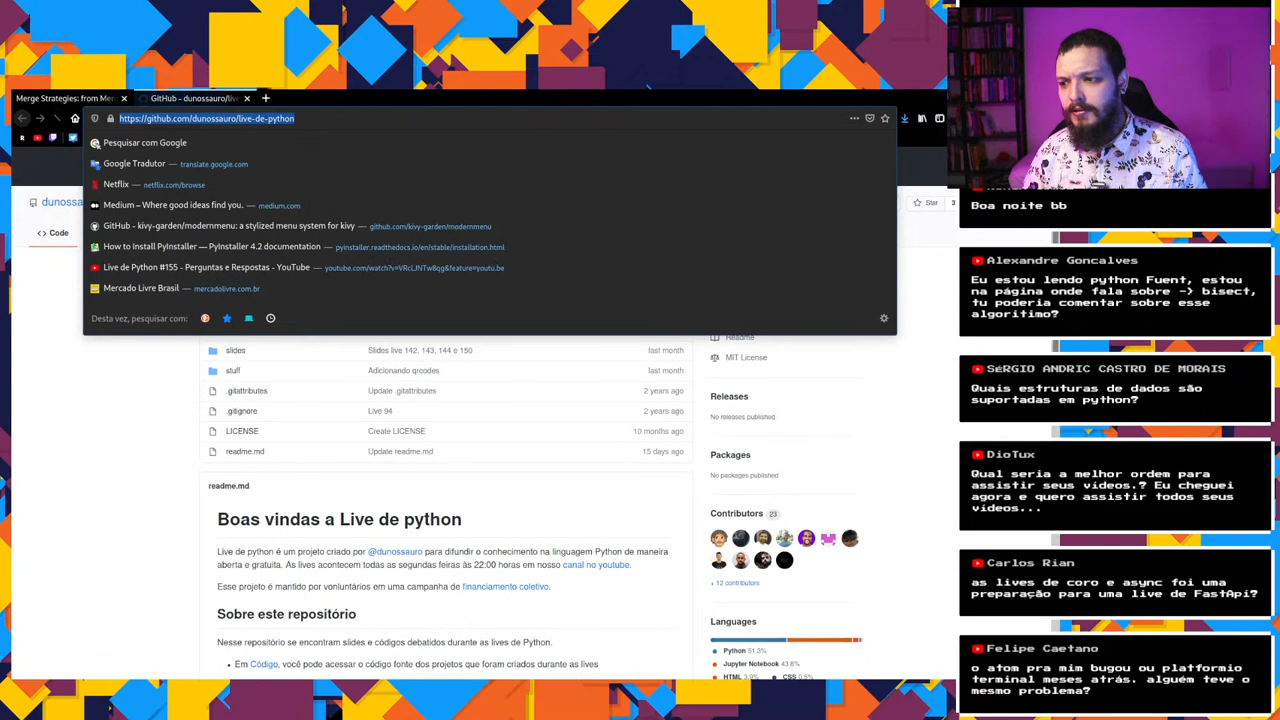 Merge Strategies: from Mer
GitHub - dunossauro/live
https://github.com/dunossauro/live-de-python
Pesquisar com Google
Google Tradutor — translate.google.com
Netflix — netflix.com/browse
Medium – Where good ideas find you. — medium.com
GitHub - kivy-garden/modernmenu: a stylized menu system for kivy — github.com/kivy-garden/modernmenu
How to Install PyInstaller — PyInstaller 4.2 documentation — pyinstaller.readthedocs.io/en/stable/installation.html
Live de Python #155 - Perguntas e Respostas - YouTube — youtube.com/watch?v=VRcLJNTw8qg&feature=youtu.be
Mercado Livre Brasil — mercadolivre.com.br
Desta vez, pesquisar com:
dunossa
Star 3
Code
slides Slides live 142, 143, 144 e 150 last month
stuff Adicionando qrcodes last month
.gitattributes Update .gitattributes 2 years ago
.gitignore Live 94 2 years ago
LICENSE Create LICENSE 10 months ago
readme.md Update readme.md 15 days ago
readme.md
Boas vindas a Live de python
Live de python é um projeto criado por @dunossauro para difundir o conhecimento na linguagem Python de maneira
aberta e gratuita. As lives acontecem todas as segundas feiras às 22:00 horas em nosso canal no youtube.
Esse projeto é mantido por vonluntários em uma campanha de financiamento coletivo.
Sobre este repositório
Nesse repositório se encontram slides e códigos debatidos durante as lives de Python.
• Em Código, você pode acessar o código fonte dos projetos que foram criados durante as lives
Readme
MIT License
Releases
No releases published
Packages
No packages published
Contributors 23
+ 12 contributors
Languages
Python 51.3%
Jupyter Notebook 43.8%
HTML 3.9% CSS 0.5%
Boa noite bb
Alexandre Goncalves
Eu estou lendo python Fuent, estou
na página onde fala sobre -> bisect,
tu poderia comentar sobre esse
algoritimo?
SéRGIO ANDRIC CASTRO DE MORAIS
Quais estruturas de dados são
suportadas em python?
DioTux
Qual seria a melhor ordem para
assistir seus vídeos.? Eu cheguei
agora e quero assistir todos seus
vídeos...
Carlos Rian
as lives de coro e async foi uma
preparação para uma live de FastApi?
Felipe Caetano
o atom pra mim bugou ou platformio
terminal meses atrás. alguém teve o
mesmo problema?